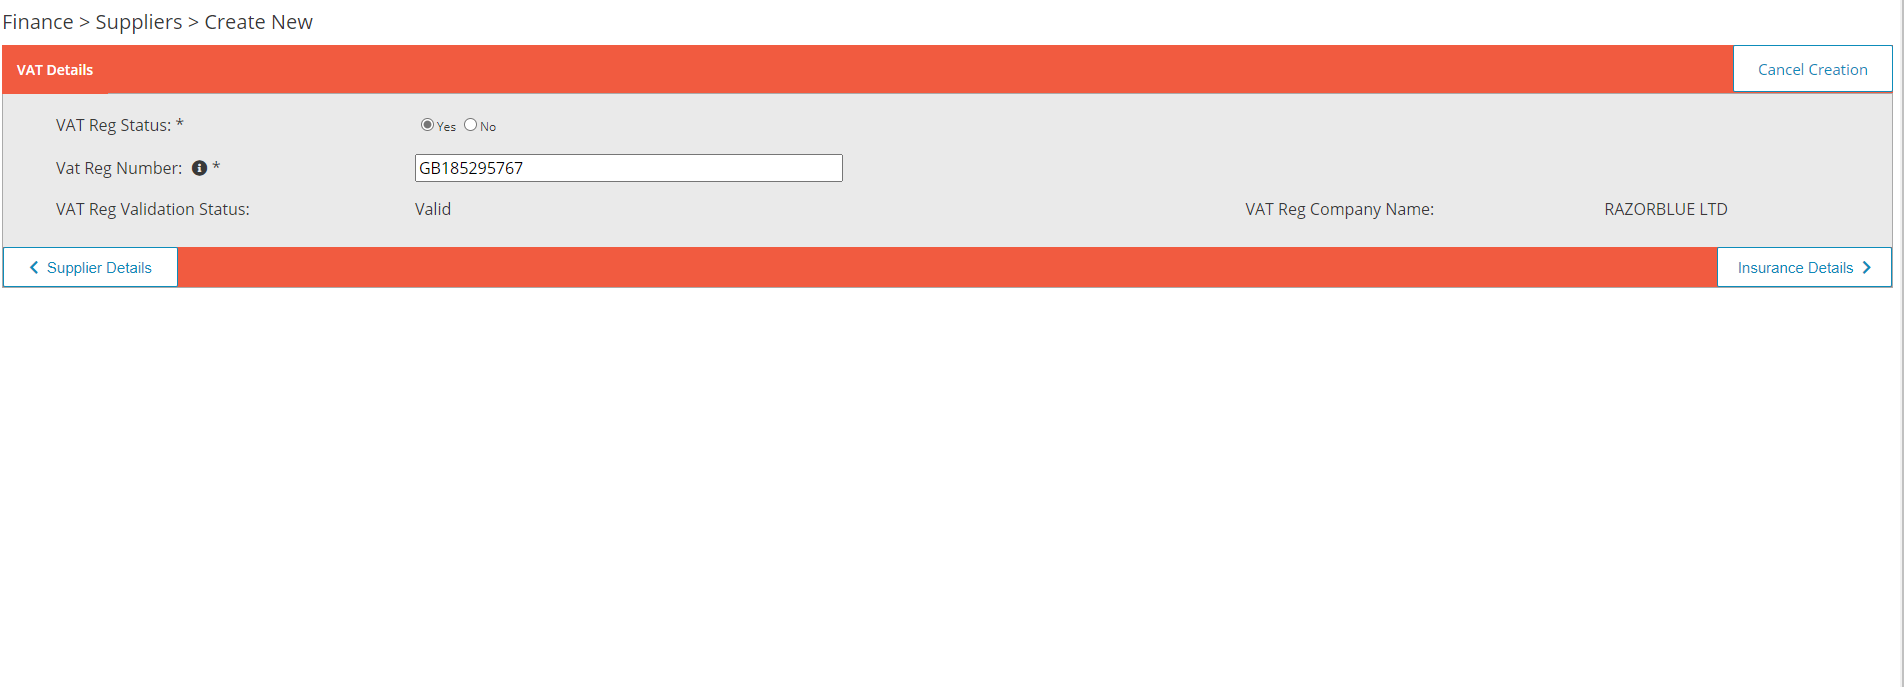 Finance > Suppliers > Create New
VAT Details
Cancel Creation
VAT Reg Status: *
Yes No
Vat Reg Number: i *
GB185295767
VAT Reg Validation Status:
Valid
VAT Reg Company Name:
RAZORBLUE LTD
Supplier Details
Insurance Details